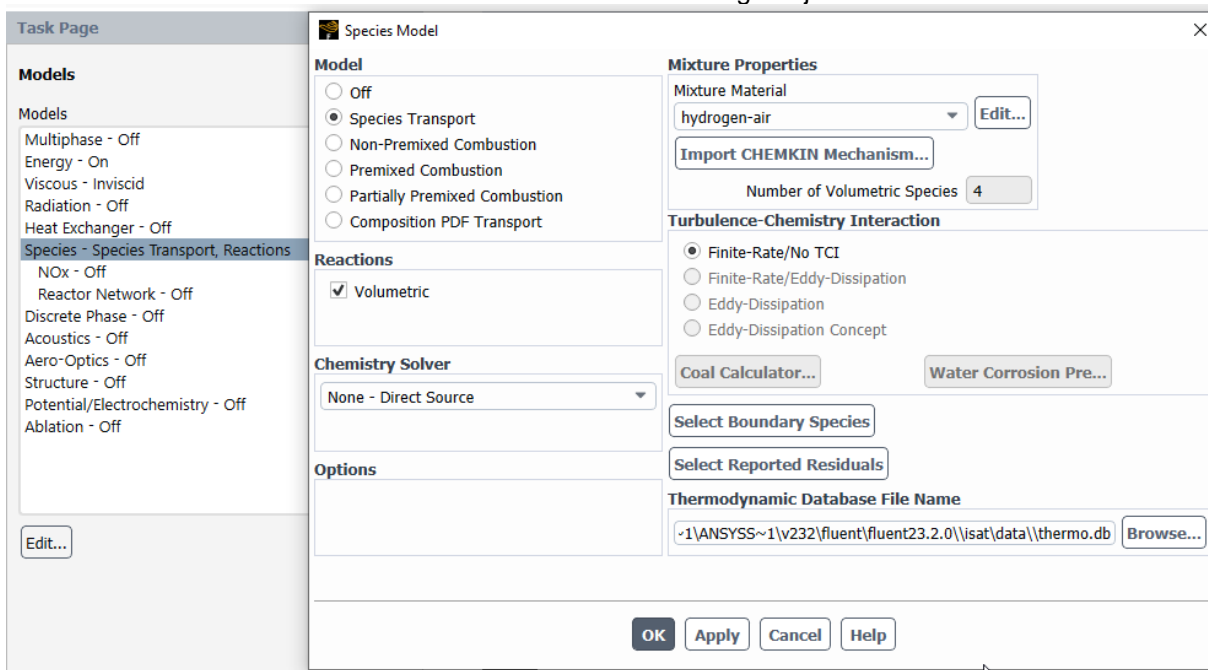 Task Page
Models
Models
Multiphase - Off
Energy - On
Viscous - Inviscid
Radiation - Off
Heat Exchanger - Off
Species - Species Transport, Reactions
NOx - Off
Reactor Network - Off
Discrete Phase - Off
Acoustics - Off
Aero-Optics - Off
Structure - Off
Potential/Electrochemistry - Off
Ablation - Off
Edit...
Species Model
Model
Off
Species Transport
Non-Premixed Combustion
Premixed Combustion
Partially Premixed Combustion
Composition PDF Transport
Reactions
Volumetric
Chemistry Solver
None - Direct Source
Options
Mixture Properties
Mixture Material
hydrogen-air
Edit...
Import CHEMKIN Mechanism...
Number of Volumetric Species 4
Turbulence-Chemistry Interaction
Finite-Rate/No TCI
Finite-Rate/Eddy-Dissipation
Eddy-Dissipation
Eddy-Dissipation Concept
Coal Calculator... Water Corrosion Pre...
Select Boundary Species
Select Reported Residuals
Thermodynamic Database File Name
~1\ANSYSS~1\v232\fluent\fluent23.2.0\\isat\data\\thermo.db Browse...
OK Apply Cancel Help